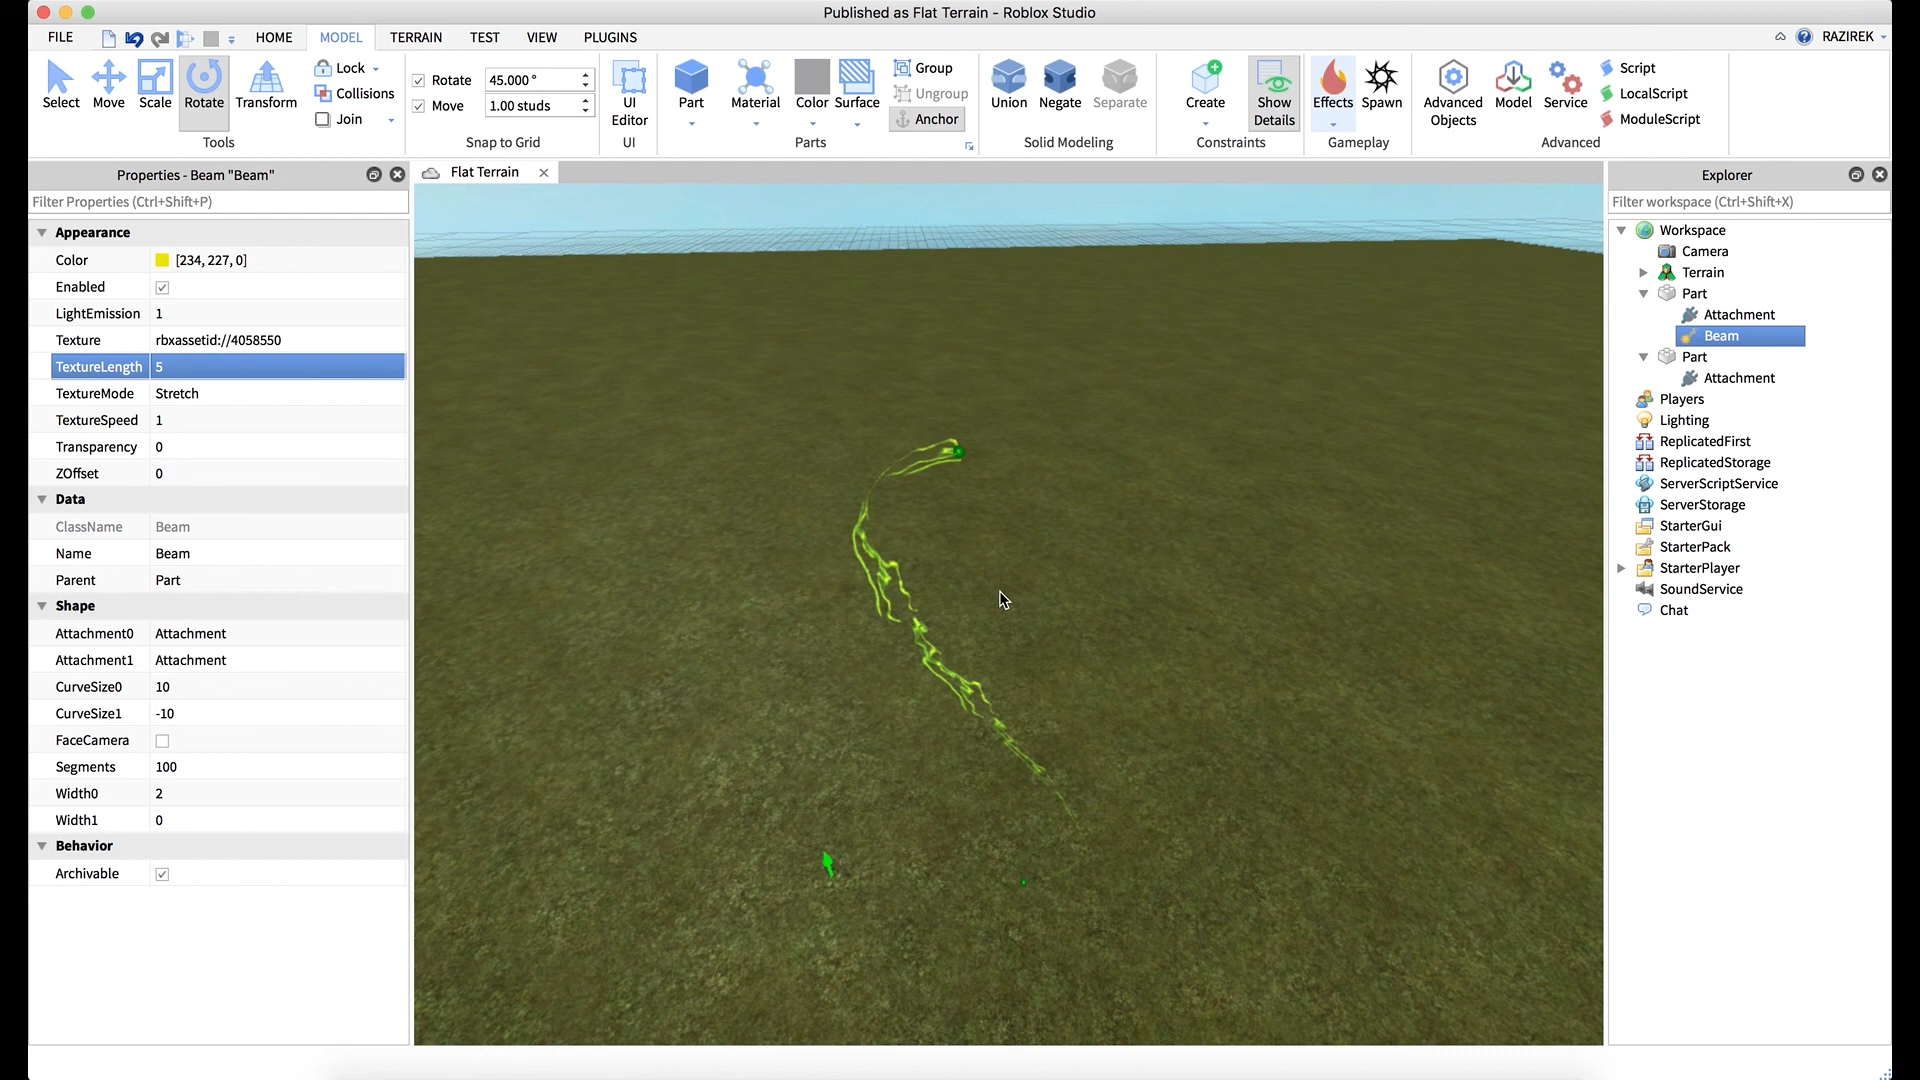 Published as Flat Terrain - Roblox Studio
FILE HOME MODEL TERRAIN TEST VIEW PLUGINS RAZIREK
Select Move Scale Rotate Transform Lock Collisions Join
Tools
Rotate 45.000 °
Move 1.00 studs
Snap to Grid
UI Editor
UI
Part Material Color Surface Group Ungroup Anchor
Parts
Union Negate Separate
Solid Modeling
Create Show Details
Constraints
Effects Spawn
Gameplay
Advanced Objects Model Service Script LocalScript ModuleScript
Advanced
Properties - Beam "Beam"
Filter Properties (Ctrl+Shift+P)
Appearance
Color [234, 227, 0]
Enabled
LightEmission 1
Texture rbxassetid://4058550
TextureLength 5
TextureMode Stretch
TextureSpeed 1
Transparency 0
ZOffset 0
Data
ClassName Beam
Name Beam
Parent Part
Shape
Attachment0 Attachment
Attachment1 Attachment
CurveSize0 10
CurveSize1 -10
FaceCamera
Segments 100
Width0 2
Width1 0
Behavior
Archivable
Flat Terrain
Explorer
Filter workspace (Ctrl+Shift+X)
Workspace
Camera
Terrain
Part
Attachment
Beam
Part
Attachment
Players
Lighting
ReplicatedFirst
ReplicatedStorage
ServerScriptService
ServerStorage
StarterGui
StarterPack
StarterPlayer
SoundService
Chat